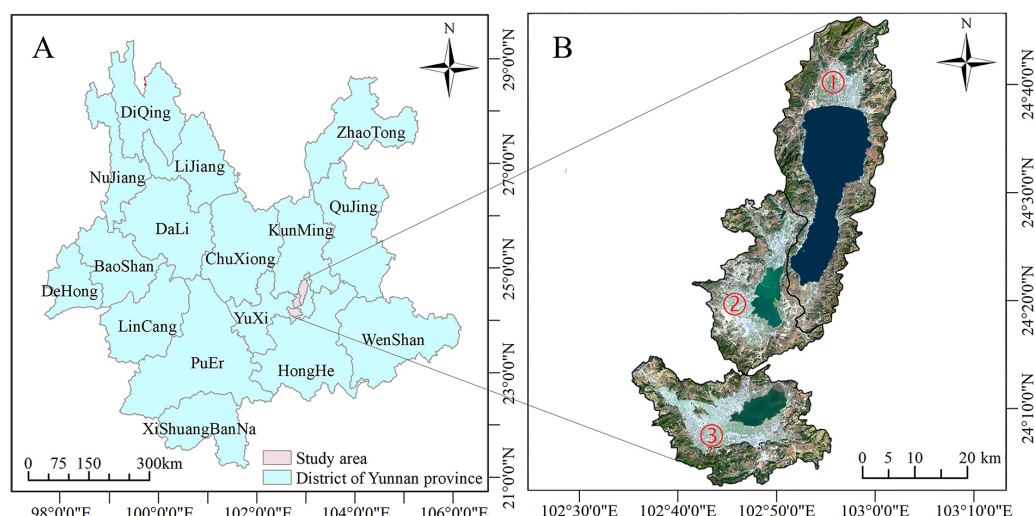 A
N
DiQing
ZhaoTong
LiJiang
NuJiang
QuJing
DaLi
KunMing
ChuXiong
BaoShan
DeHong
LinCang
YuXi
WenShan
PuEr
HongHe
XiShuangBanNa
Study area
District of Yunnan province
0 75 150 300km
29°0'0"N
27°0'0"N
25°0'0"N
23°0'0"N
21°0'0"N
98°0'0"E 100°0'0"E 102°0'0"E 104°0'0"E 106°0'0"E
B
N
①
②
③
0 5 10 20 km
24°40'0"N
24°30'0"N
24°20'0"N
24°10'0"N
102°30'0"E 102°40'0"E 102°50'0"E 103°0'0"E 103°10'0"E